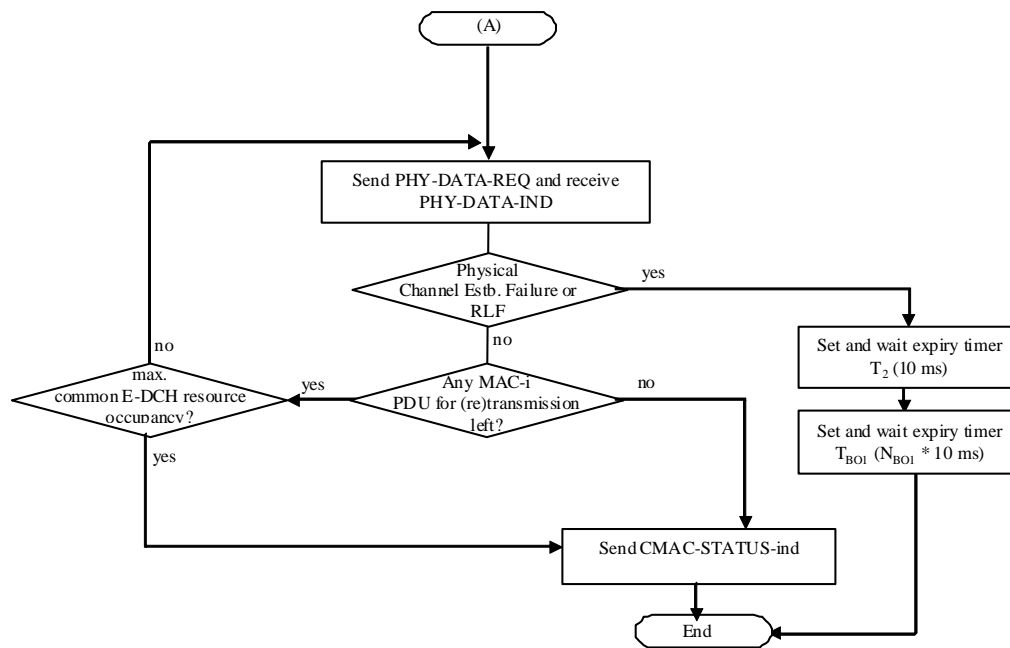 (A)
Send PHY-DATA-REQ and receive
PHY-DATA-IND
Physical
Channel Estb. Failure or
RLF
yes
no
Set and wait expiry timer
T2 (10 ms)
no
max.
common E-DCH resource
occupancy?
yes
Any MAC-i
PDU for (re)transmission
left?
no
Set and wait expiry timer
TBO1 (NBO1 * 10 ms)
yes
Send CMAC-STATUS-ind
End